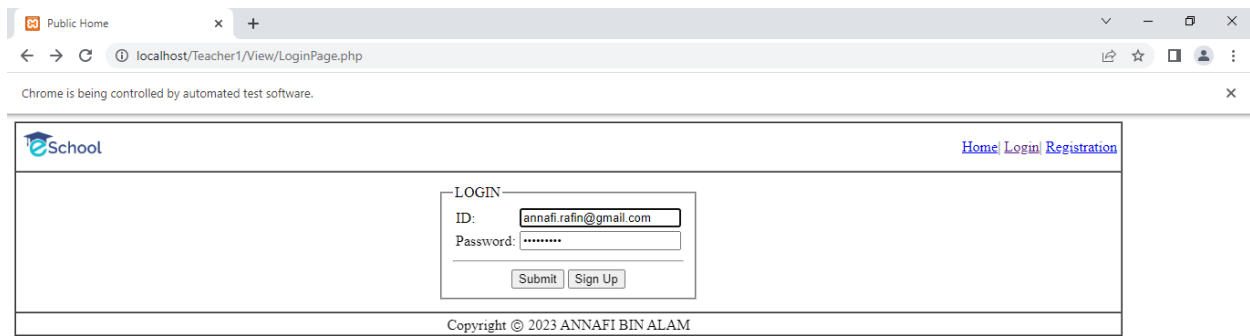 Public Home
localhost/Teacher1/View/LoginPage.php
Chrome is being controlled by automated test software.
eSchool
Home| Login| Registration
LOGIN
ID: annafi.rafin@gmail.com
Password: •••••••••
Submit Sign Up
Copyright © 2023 ANNAFI BIN ALAM